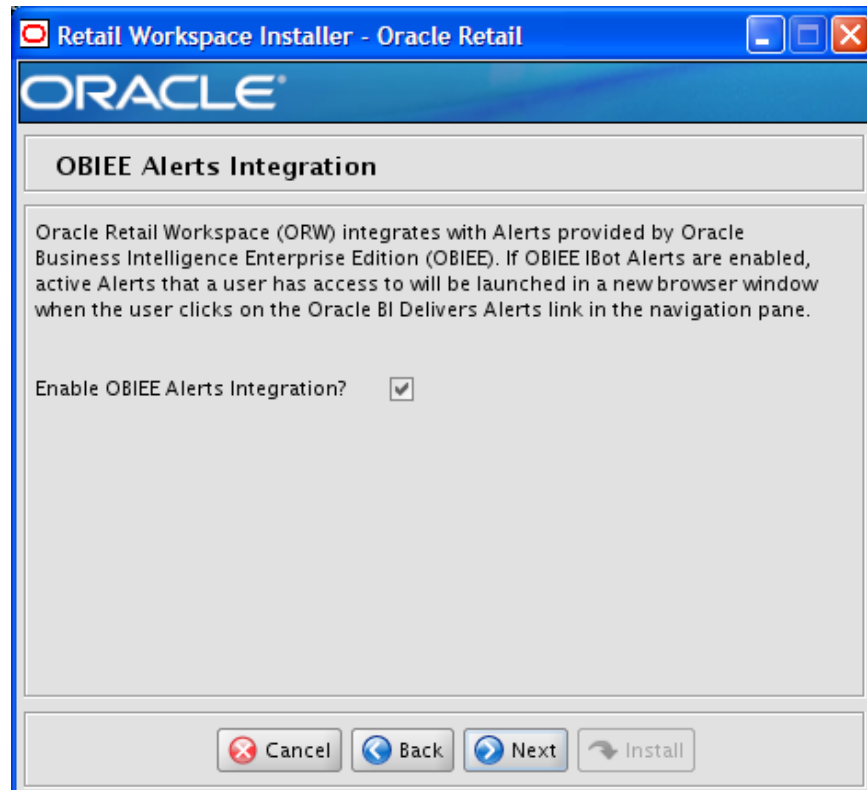 Retail Workspace Installer - Oracle Retail
ORACLE®
OBIEE Alerts Integration
Oracle Retail Workspace (ORW) integrates with Alerts provided by Oracle
Business Intelligence Enterprise Edition (OBIEE). If OBIEE IBot Alerts are enabled,
active Alerts that a user has access to will be launched in a new browser window
when the user clicks on the Oracle BI Delivers Alerts link in the navigation pane.
Enable OBIEE Alerts Integration?
Cancel Back Next Install